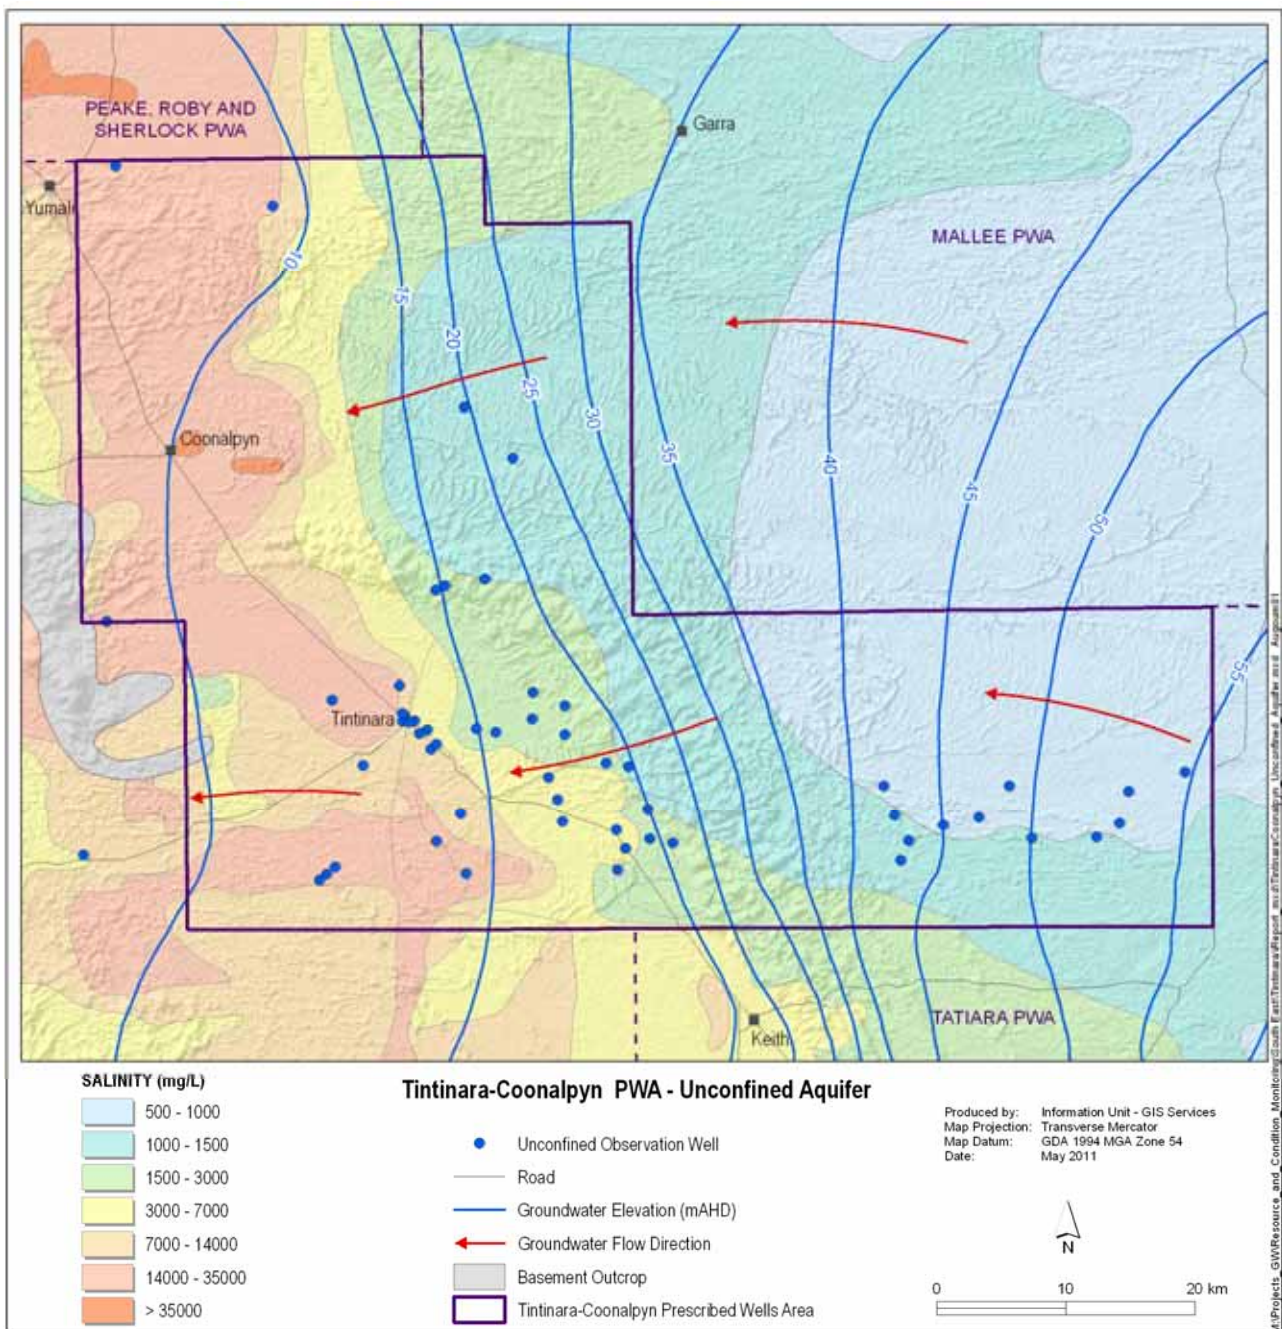 PEAKE, ROBY AND
SHERLOCK PWA
Garra
Yumali
MALLEE PWA
10
15
20
25
30
35
40
45
50
55
Coonalpyn
Tintinara
Keith
TATIARA PWA
SALINITY (mg/L)
500 - 1000
1000 - 1500
1500 - 3000
3000 - 7000
7000 - 14000
14000 - 35000
> 35000
Tintinara-Coonalpyn PWA - Unconfined Aquifer
Unconfined Observation Well
Road
Groundwater Elevation (mAHD)
Groundwater Flow Direction
Basement Outcrop
Tintinara-Coonalpyn Prescribed Wells Area
Produced by: Information Unit - GIS Services
Map Projection: Transverse Mercator
Map Datum: GDA 1994 MGA Zone 54
Date: May 2011
N
0 10 20 km